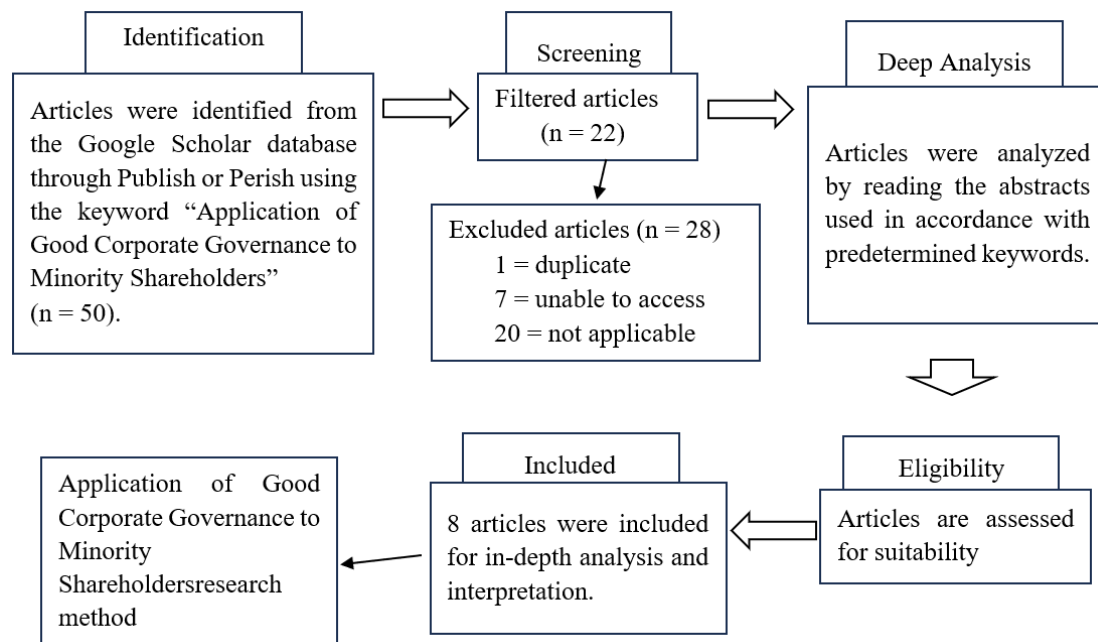 Identification
Articles were identified from
the Google Scholar database
through Publish or Perish using
the keyword “Application of
Good Corporate Governance to
Minority Shareholders”
(n = 50).
Screening
Filtered articles
(n = 22)
Excluded articles (n = 28)
1 = duplicate
7 = unable to access
20 = not applicable
Deep Analysis
Articles were analyzed
by reading the abstracts
used in accordance with
predetermined keywords.
Eligibility
Articles are assessed
for suitability
Included
8 articles were included
for in-depth analysis and
interpretation.
Application of Good
Corporate Governance to
Minority
Shareholdersresearch
method